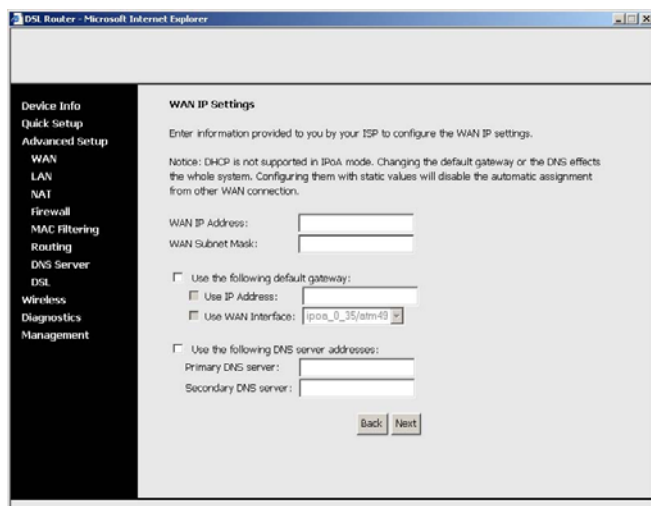 DSL Router - Microsoft Internet Explorer
Device Info
Quick Setup
Advanced Setup
WAN
LAN
NAT
Firewall
MAC Filtering
Routing
DNS Server
DSL
Wireless
Diagnostics
Management
WAN IP Settings
Enter information provided to you by your ISP to configure the WAN IP settings.
Notice: DHCP is not supported in IPoA mode. Changing the default gateway or the DNS effects
the whole system. Configuring them with static values will disable the automatic assignment
from other WAN connection.
WAN IP Address:
WAN Subnet Mask:
Use the following default gateway:
Use IP Address:
Use WAN Interface: ipoa_0_35/atm49
Use the following DNS server addresses:
Primary DNS server:
Secondary DNS server:
Back Next